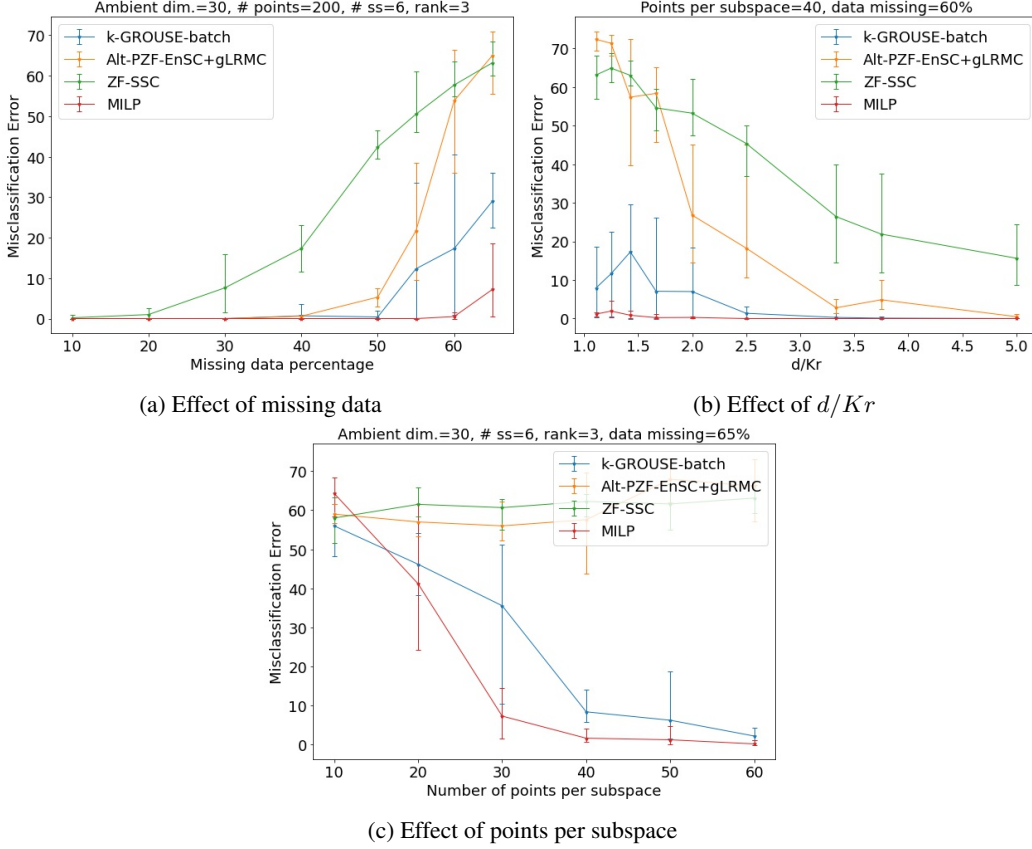 Ambient dim.=30, # points=200, # ss=6, rank=3
Misclassification Error
70
60
50
40
30
20
10
0
k-GROUSE-batch
Alt-PZF-EnSC+gLRMC
ZF-SSC
MILP
10 20 30 40 50 60
Missing data percentage
(a) Effect of missing data
Points per subspace=40, data missing=60%
Misclassification Error
70
60
50
40
30
20
10
0
k-GROUSE-batch
Alt-PZF-EnSC+gLRMC
ZF-SSC
MILP
1.0 1.5 2.0 2.5 3.0 3.5 4.0 4.5 5.0
d/Kr
(b) Effect of d/Kr
Ambient dim.=30, # ss=6, rank=3, data missing=65%
Misclassification Error
70
60
50
40
30
20
10
0
k-GROUSE-batch
Alt-PZF-EnSC+gLRMC
ZF-SSC
MILP
10 20 30 40 50 60
Number of points per subspace
(c) Effect of points per subspace